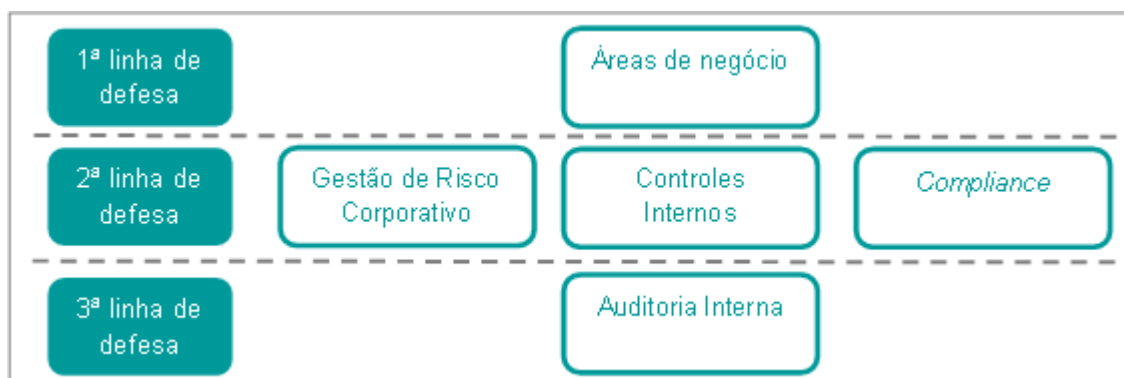 1ª linha de
defesa
Áreas de negócio
2ª linha de
defesa
Gestão de Risco
Corporativo
Controles
Internos
Compliance
3ª linha de
defesa
Auditoria Interna